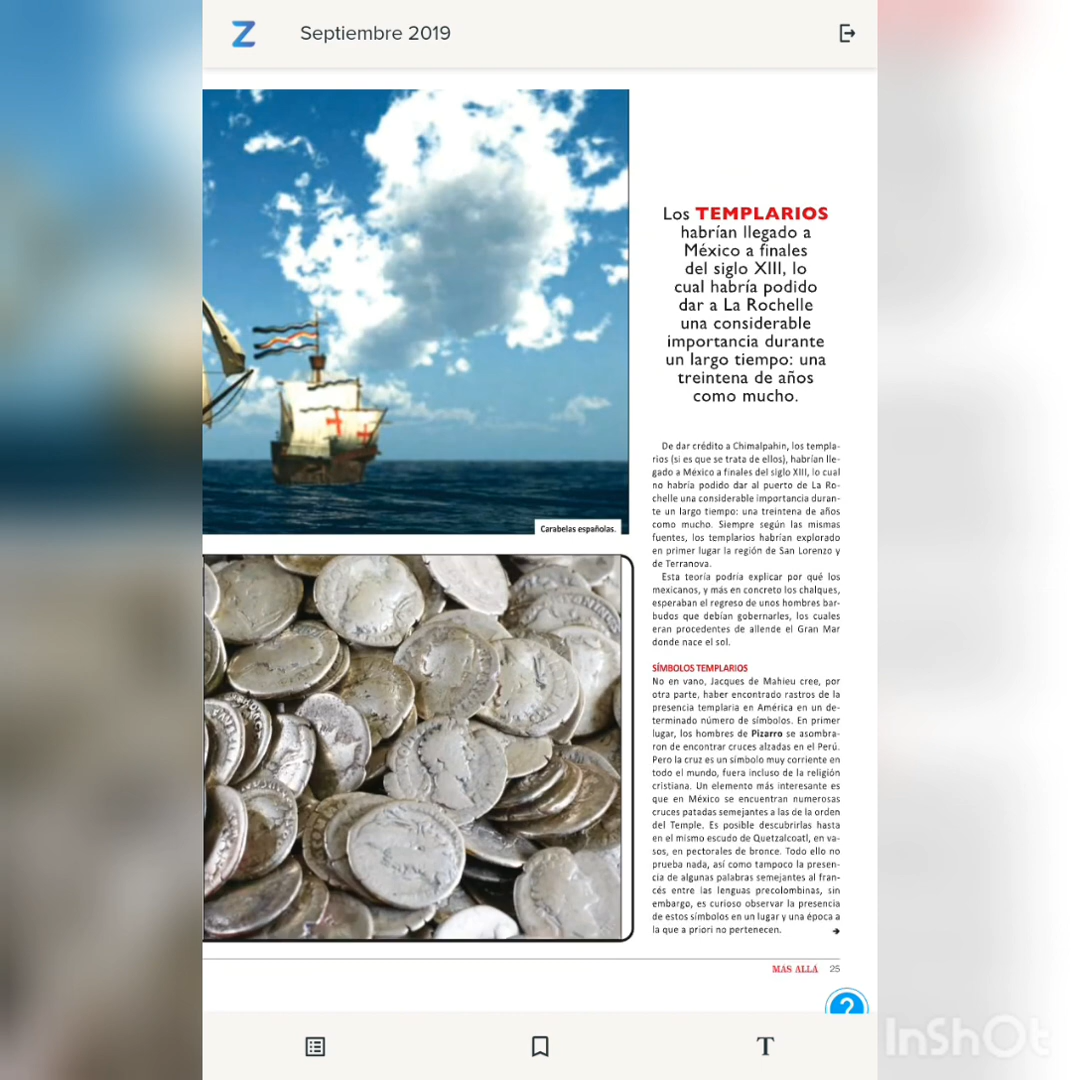 Z
Septiembre 2019
Carabelas españolas.
Los TEMPLARIOS
habrían llegado a
México a finales
del siglo XIII, lo
cual habría podido
dar a La Rochelle
una considerable
importancia durante
un largo tiempo: una
treintena de años
como mucho.
De dar crédito a Chimalpahin, los templa-
rios (si es que se trata de ellos), habrían lle-
gado a México a finales del siglo XIII, lo cual
no habría podido dar al puerto de La Ro-
chelle una considerable importancia duran-
te un largo tiempo: una treintena de años
como mucho. Siempre según las mismas
fuentes, los templarios habrían explorado
en primer lugar la región de San Lorenzo y
de Terranova.
Esta teoría podría explicar por qué los
mexicanos, y más en concreto los chalques,
esperaban el regreso de unos hombres bar-
budos que debían gobernarles, los cuales
eran procedentes de allende el Gran Mar
donde nace el sol.
SÍMBOLOS TEMPLARIOS
No en vano, Jacques de Mahieu cree, por
otra parte, haber encontrado rastros de la
presencia templaria en América en un de-
terminado número de símbolos. En primer
lugar, los hombres de Pizarro se asombra-
ron de encontrar cruces alzadas en el Perú.
Pero la cruz es un símbolo muy corriente en
todo el mundo, fuera incluso de la religión
cristiana. Un elemento más interesante es
que en México se encuentran numerosas
cruces patadas semejantes a las de la orden
del Temple. Es posible descubrirlas hasta
en el mismo escudo de Quetzalcoatl, en va-
sos, en pectorales de bronce. Todo ello no
prueba nada, así como tampoco la presen-
cia de algunas palabras semejantes al fran-
cés entre las lenguas precolombinas, sin
embargo, es curioso observar la presencia
de estos símbolos en un lugar y una época a
la que a priori no pertenecen.
MÁS ALLÁ 25
?
T
InShOt